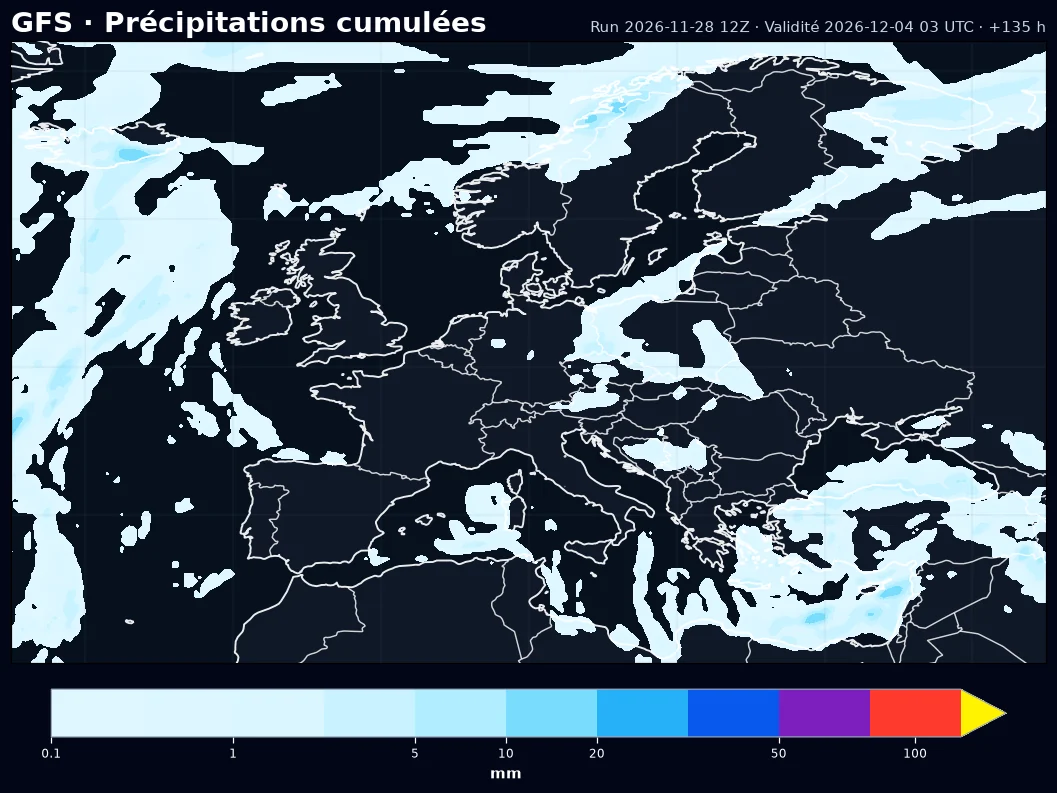 GFS · Précipitations cumulées
Run 2026-11-28 12Z · Validité 2026-12-04 03 UTC · +135 h
0.1 1 5 10 20 50 100
mm